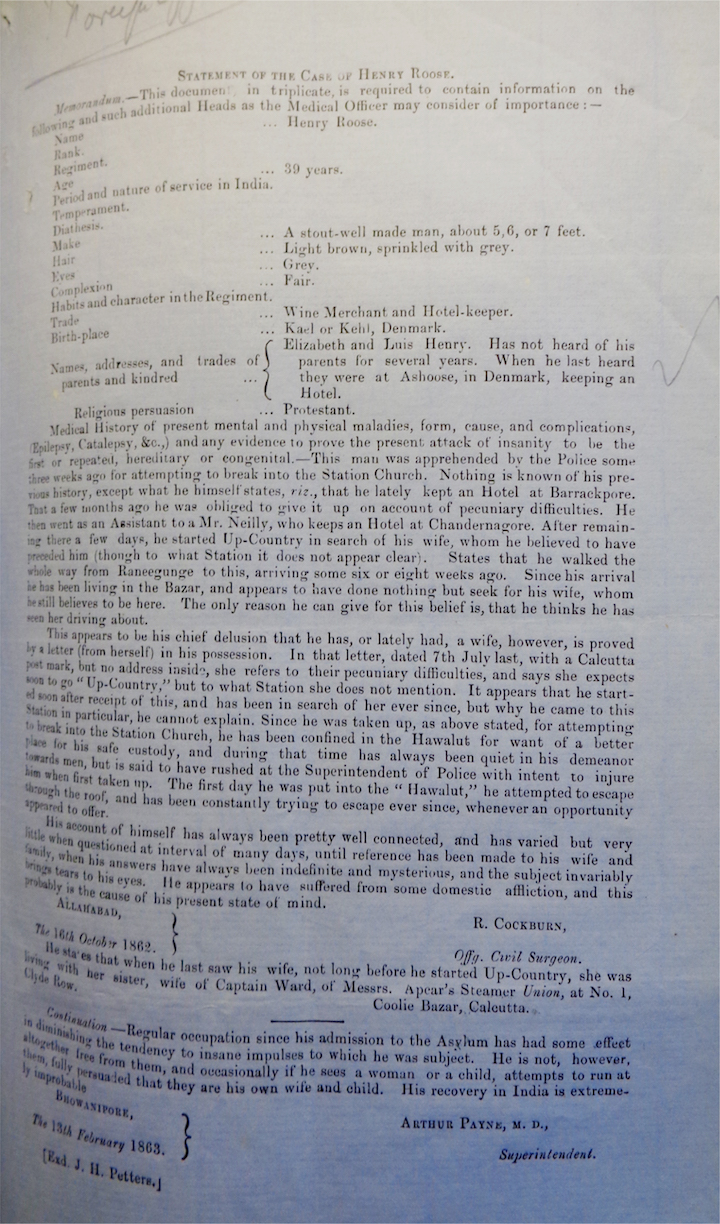 STATEMENT OF THE CASE OF HENRY ROOSE.
Memorandum.—This documen in triplicate, is required to contain information on the
following and such additional Heads as the Medical Officer may consider of importance :—
Name ... Henry Roose.
Rank.
Regiment.
Age ... 39 years.
Period and nature of service in India.
Temperament.
Diathesis.
Make ... A stout-well made man, about 5,6, or 7 feet.
Hair ... Light brown, sprinkled with grey.
Eyes ... Grey.
Complexion ... Fair.
Habits and character in the Regiment.
Trade ... Wine Merchant and Hotel-keeper.
Birth-place ... Kael or Kehl, Denmark.
Names, addresses, and trades of parents and kindred ... { Elizabeth and Luis Henry. Has not heard of his
parents for several years. When he last heard
they were at Ashoose, in Denmark, keeping an
Hotel.
Religious persuasion ... Protestant.
Medical History of present mental and physical maladies, form, cause, and complications,
(Epilepsy, Catalepsy, &c.,) and any evidence to prove the present attack of insanity to be the
first or repeated, hereditary or congenital.—This man was apprehended by the Police some
three weeks ago for attempting to break into the Station Church. Nothing is known of his pre-
vious history, except what he himself states, viz., that he lately kept an Hotel at Barrackpore.
That a few months ago he was obliged to give it up on account of pecuniary difficulties. He
then went as an Assistant to a Mr. Neilly, who keeps an Hotel at Chandernagore. After remain-
ing there a few days, he started Up-Country in search of his wife, whom he believed to have
preceded him (though to what Station it does not appear clear). States that he walked the
whole way from Raneegunge to this, arriving some six or eight weeks ago. Since his arrival
he has been living in the Bazar, and appears to have done nothing but seek for his wife, whom
he still believes to be here. The only reason he can give for this belief is, that he thinks he has
seen her driving about.
This appears to be his chief delusion that he has, or lately had, a wife, however, is proved
by a letter (from herself) in his possession. In that letter, dated 7th July last, with a Calcutta
post mark, but no address inside, she refers to their pecuniary difficulties, and says she expects
soon to go "Up-Country," but to what Station she does not mention. It appears that he start-
ed soon after receipt of this, and has been in search of her ever since, but why he came to this
Station in particular, he cannot explain. Since he was taken up, as above stated, for attempting
to break into the Station Church, he has been confined in the Hawalut for want of a better
place for his safe custody, and during that time has always been quiet in his demeanor
towards men, but is said to have rushed at the Superintendent of Police with intent to injure
him when first taken up. The first day he was put into the "Hawalut," he attempted to escape
through the roof, and has been constantly trying to escape ever since, whenever an opportunity
appeared to offer.
His account of himself has always been pretty well connected, and has varied but very
little when questioned at interval of many days, until reference has been made to his wife and
family, when his answers have always been indefinite and mysterious, and the subject invariably
brings tears to his eyes. He appears to have suffered from some domestic affliction, and this
probably is the cause of his present state of mind.
ALLAHABAD, }
The 16th October 1862.
R. COCKBURN,
Offg. Civil Surgeon.
He states that when he last saw his wife, not long before he started Up-Country, she was
living with her sister, wife of Captain Ward, of Messrs. Apcar's Steamer Union, at No. 1,
Clyde Row, Coolie Bazar, Calcutta.
Continuation.—Regular occupation since his admission to the Asylum has had some effect
in diminishing the tendency to insane impulses to which he was subject. He is not, however,
altogether free from them, and occasionally if he sees a woman or a child, attempts to run at
them, fully persuaded that they are his own wife and child. His recovery in India is extreme-
ly improbable
BHOWANIPORE, }
The 13th February 1863.
ARTHUR PAYNE, M. D.,
Superintendent.
[Exd. J. H. Petters.]